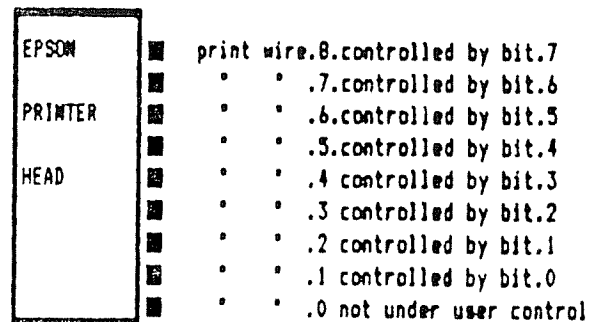 EPSON print wire.8.controlled by bit.7
" " .7.controlled by bit.6
PRINTER " " .6.controlled by bit.5
" " .5.controlled by bit.4
HEAD " " .4 controlled by bit.3
" " .3 controlled by bit.2
" " .2 controlled by bit.1
" " .1 controlled by bit.0
" " .0 not under user control